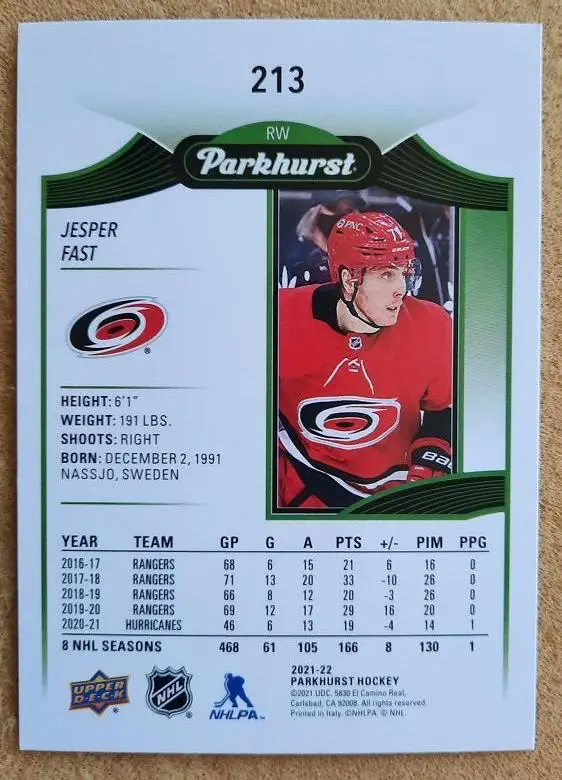 213
RW
Parkhurst
JESPER
FAST
PNC
HEIGHT: 6'1"
WEIGHT: 191 LBS.
SHOOTS: RIGHT
BORN: DECEMBER 2, 1991
NASSJO, SWEDEN
YEAR TEAM GP G A PTS +/- PIM PPG
2016-17 RANGERS 68 6 15 21 6 16 0
2017-18 RANGERS 71 13 20 33 -10 26 0
2018-19 RANGERS 66 8 12 20 -3 26 0
2019-20 RANGERS 69 12 17 29 16 20 0
2020-21 HURRICANES 46 6 13 19 -4 14 1
8 NHL SEASONS 468 61 105 166 8 130 1
UPPER
D·E·C·K
NHL
NHLPA
2021-22
PARKHURST HOCKEY
©2021 UDC. 5830 El Camino Real,
Carlsbad, CA 92008. All rights reserved.
Printed in Italy. ©NHLPA. © NHL.